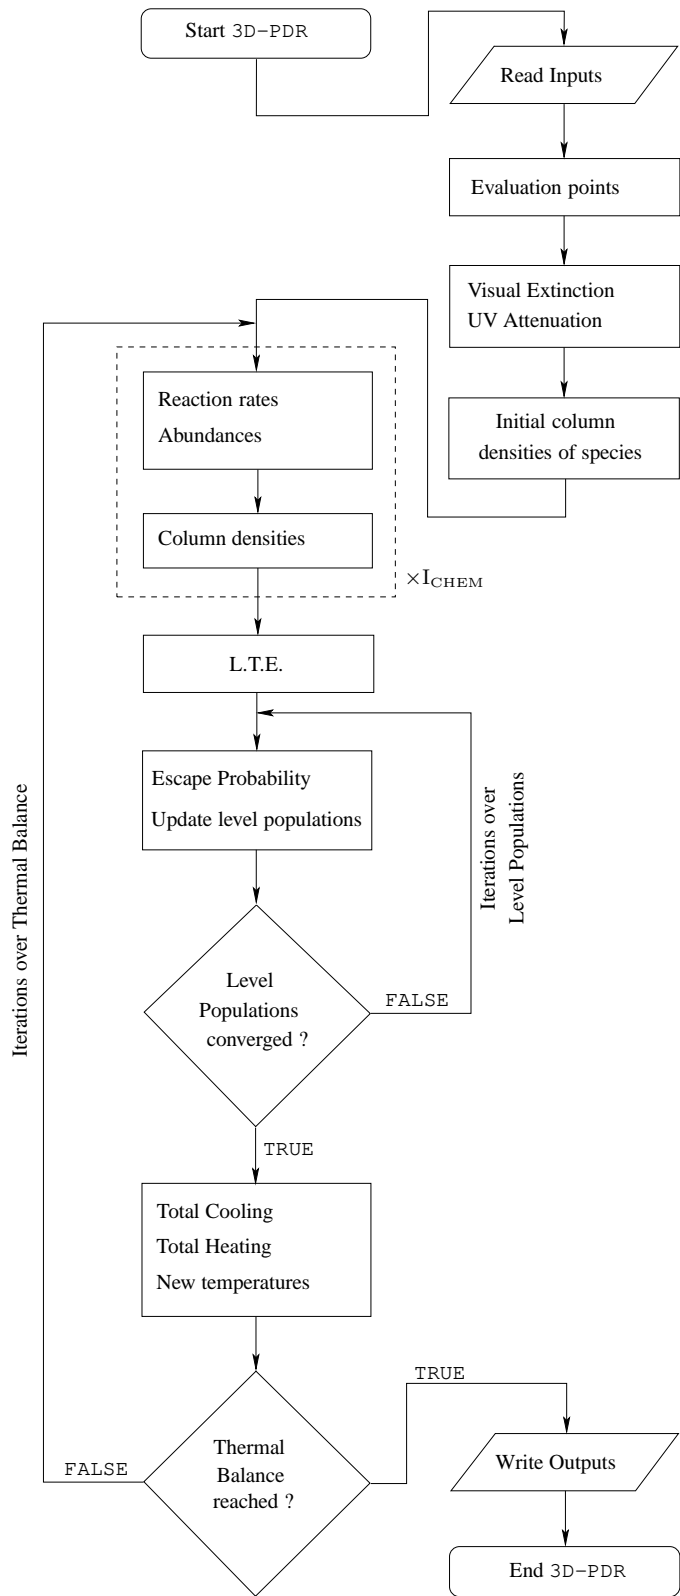 Start 3D-PDR
Read Inputs
Evaluation points
Visual Extinction
UV Attenuation
Initial column
densities of species
Reaction rates
Abundances
Column densities
×I_CHEM
L.T.E.
Escape Probability
Update level populations
Iterations over
Level Populations
Iterations over Thermal Balance
Level
Populations
converged ?
FALSE
TRUE
Total Cooling
Total Heating
New temperatures
Thermal
Balance
reached ?
FALSE
TRUE
Write Outputs
End 3D-PDR